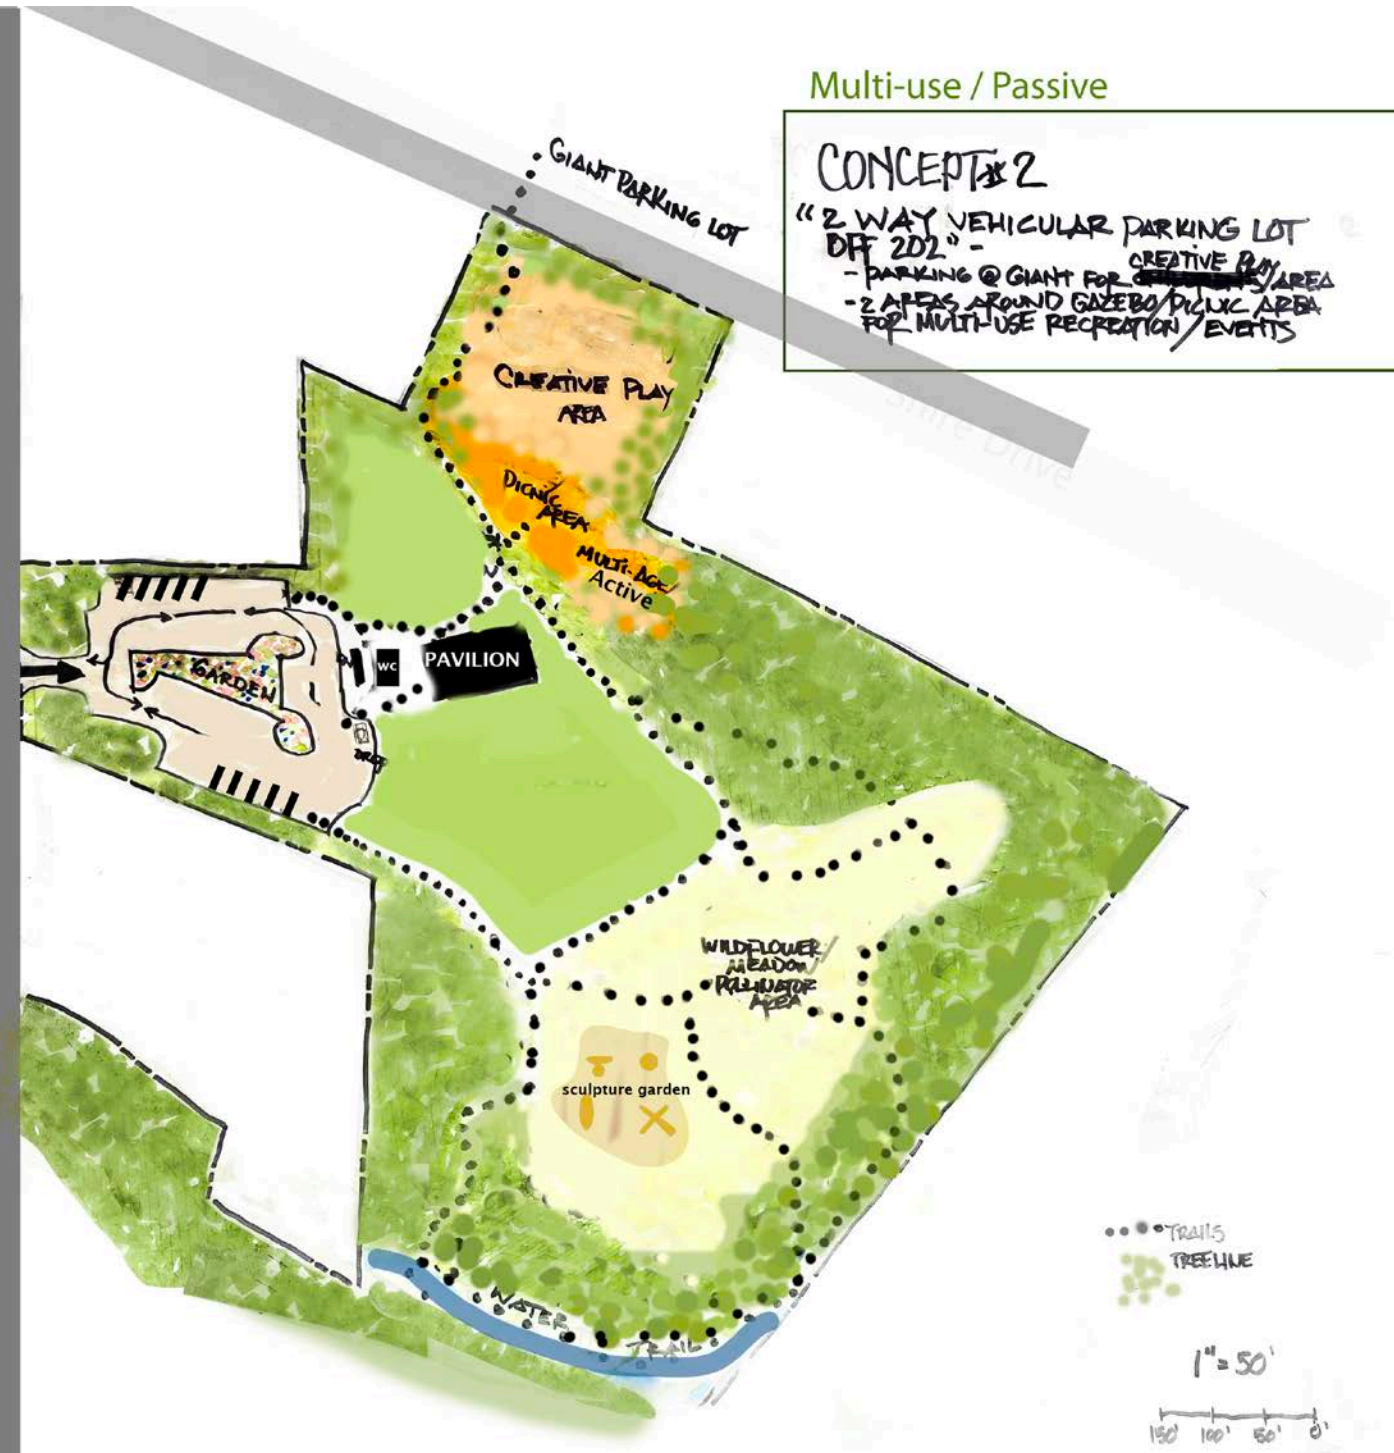 Multi-use / Passive
CONCEPT #2
"2 WAY VEHICULAR PARKING LOT
OFF 202" -
CREATIVE PLAY
- PARKING @ GIANT FOR / AREA
- 2 AREAS AROUND GAZEBO/PICNIC AREA
FOR MULTI-USE RECREATION / EVENTS
GIANT PARKING LOT
Shire Drive
CREATIVE PLAY
AREA
PICNIC
AREA
MULTI-AGE/
Active
GARDEN
WC
PAVILION
WILDFLOWER/
MEADOW
POLLINATOR
AREA
sculpture garden
WATER
TRAIL
TRAILS
TREELINE
1" = 50'
150' 100' 50' 0'